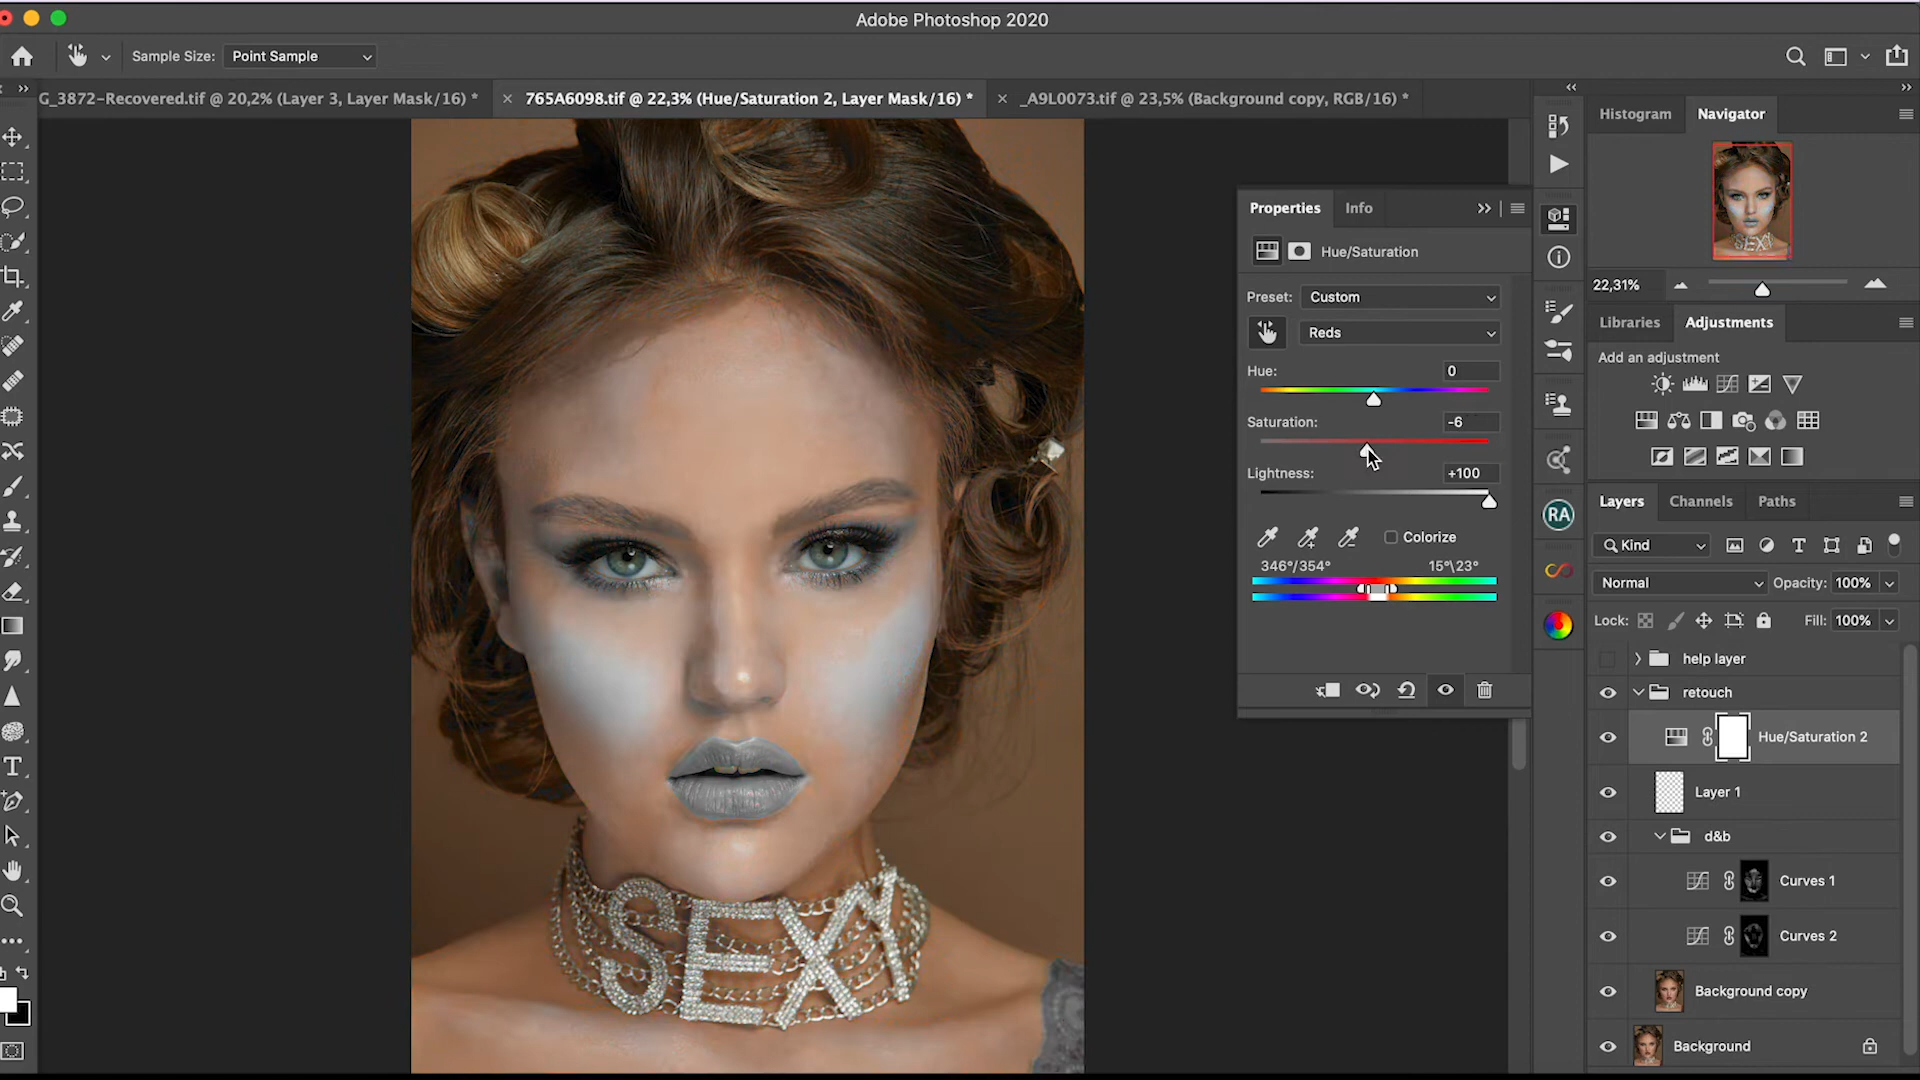 Adobe Photoshop 2020
Sample Size: Point Sample
G_3872-Recovered.tif @ 20,2% (Layer 3, Layer Mask/16) *
765A6098.tif @ 22,3% (Hue/Saturation 2, Layer Mask/16) *
_A9L0073.tif @ 23,5% (Background copy, RGB/16) *
SEXY
Properties Info
Hue/Saturation
Preset: Custom
Reds
Hue: 0
Saturation: -6
Lightness: +100
Colorize
346°/354° 15°\23°
RA
Histogram Navigator
22,31%
Libraries Adjustments
Add an adjustment
Layers Channels Paths
Kind
Normal Opacity: 100%
Lock: Fill: 100%
help layer
retouch
Hue/Saturation 2
Layer 1
d&b
Curves 1
Curves 2
Background copy
Background